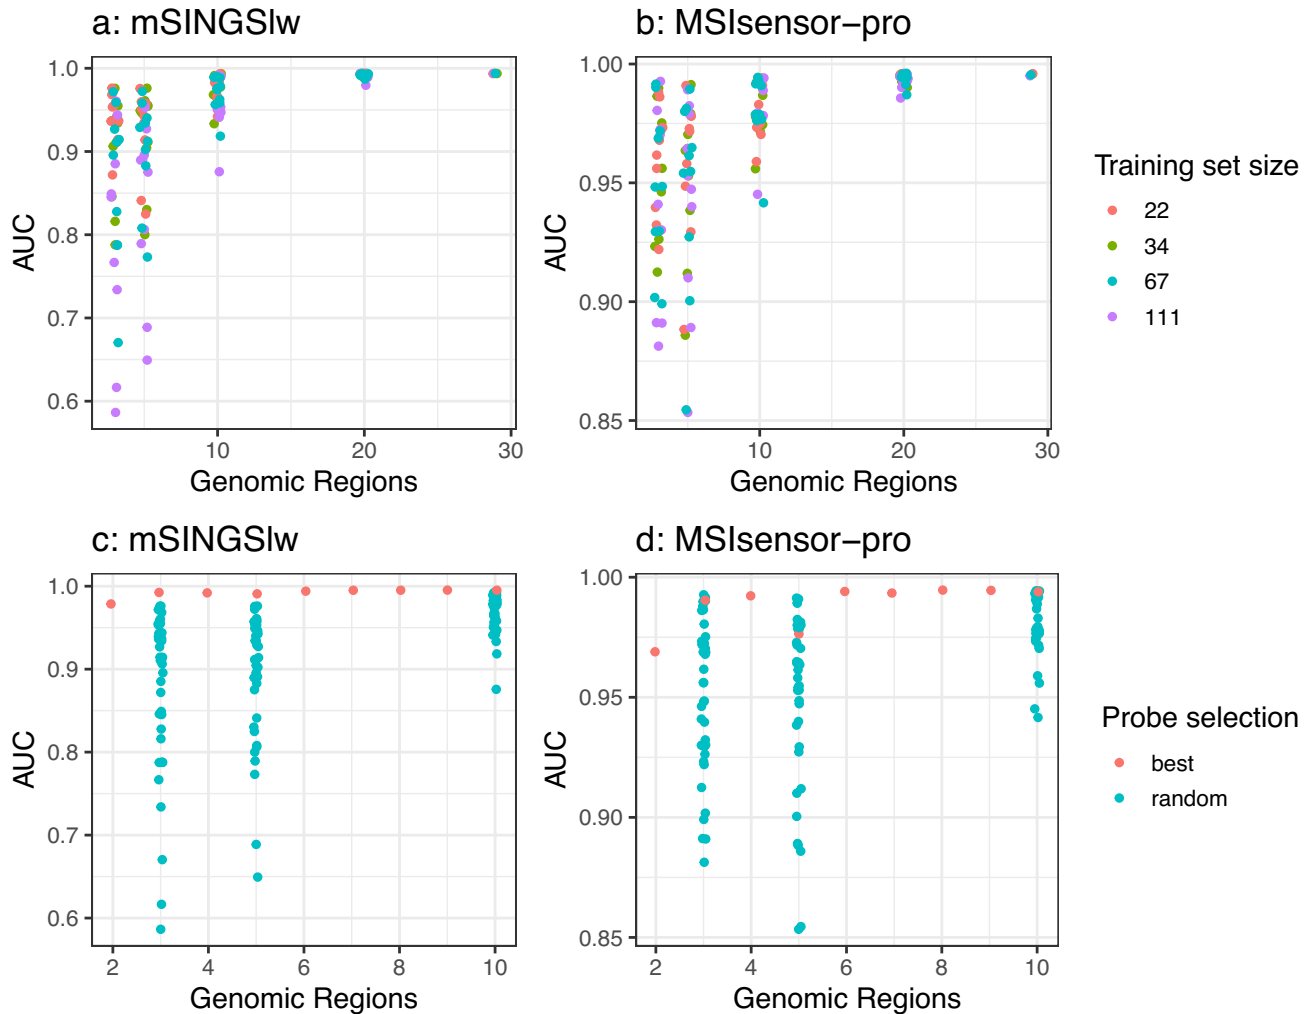 a: mSINGSlw
AUC
1.0
0.9
0.8
0.7
0.6
10
20
30
Genomic Regions
b: MSIsensor−pro
AUC
1.00
0.95
0.90
0.85
0
10
20
30
Genomic Regions
Training set size
22
34
67
111
c: mSINGSlw
AUC
1.0
0.9
0.8
0.7
0.6
2
4
6
8
10
Genomic Regions
d: MSIsensor−pro
AUC
1.00
0.95
0.90
0.85
2
4
6
8
10
Genomic Regions
Probe selection
best
random